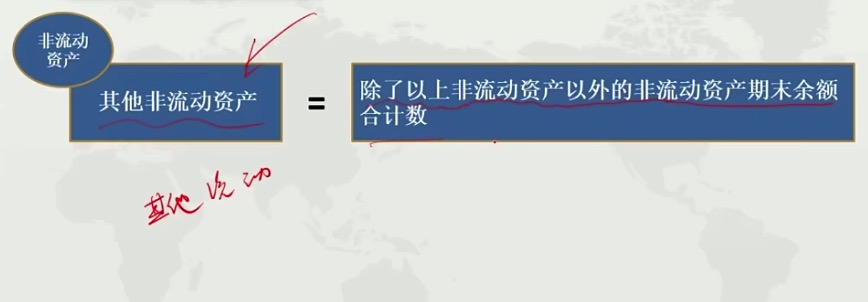 非流动
资产
其他非流动资产
=
除了以上非流动资产以外的非流动资产期末余额
合计数
其他流动